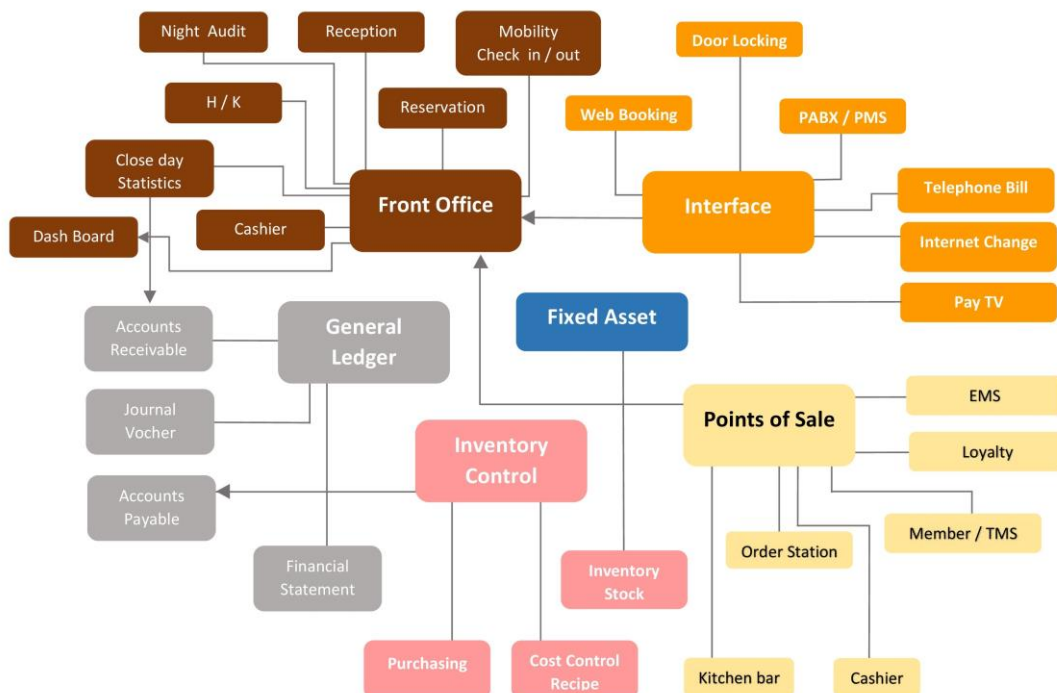 Night Audit
Reception
Mobility
Check in / out
Door Locking
H / K
Reservation
Web Booking
PABX / PMS
Close day
Statistics
Front Office
Interface
Telephone Bill
Dash Board
Cashier
Internet Change
Pay TV
Accounts
Receivable
General
Ledger
Fixed Asset
Journal
Vocher
Points of Sale
EMS
Loyalty
Inventory
Control
Accounts
Payable
Member / TMS
Order Station
Financial
Statement
Inventory
Stock
Purchasing
Cost Control
Recipe
Kitchen bar
Cashier